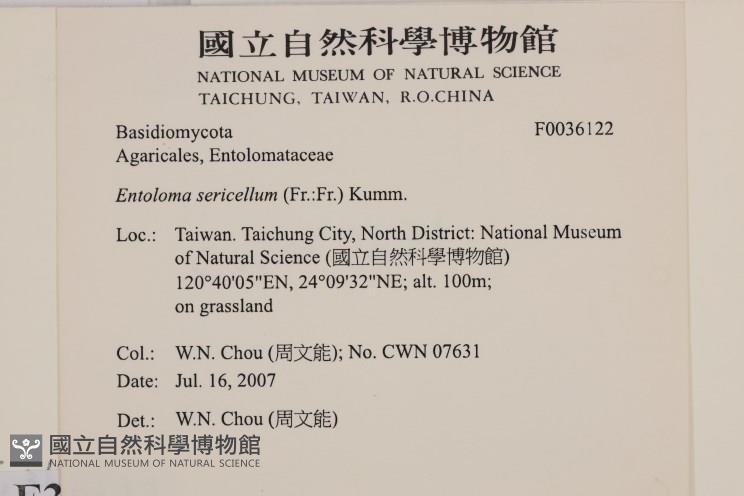 國立自然科學博物館
NATIONAL MUSEUM OF NATURAL SCIENCE
TAICHUNG, TAIWAN, R.O.CHINA
Basidiomycota F0036122
Agaricales, Entolomataceae
Entoloma sericellum (Fr.:Fr.) Kumm.
Loc.: Taiwan. Taichung City, North District: National Museum
of Natural Science (國立自然科學博物館)
120°40'05"EN, 24°09'32"NE; alt. 100m;
on grassland
Col.: W.N. Chou (周文能); No. CWN 07631
Date: Jul. 16, 2007
Det.: W.N. Chou (周文能)
國立自然科學博物館
NATIONAL MUSEUM OF NATURAL SCIENCE